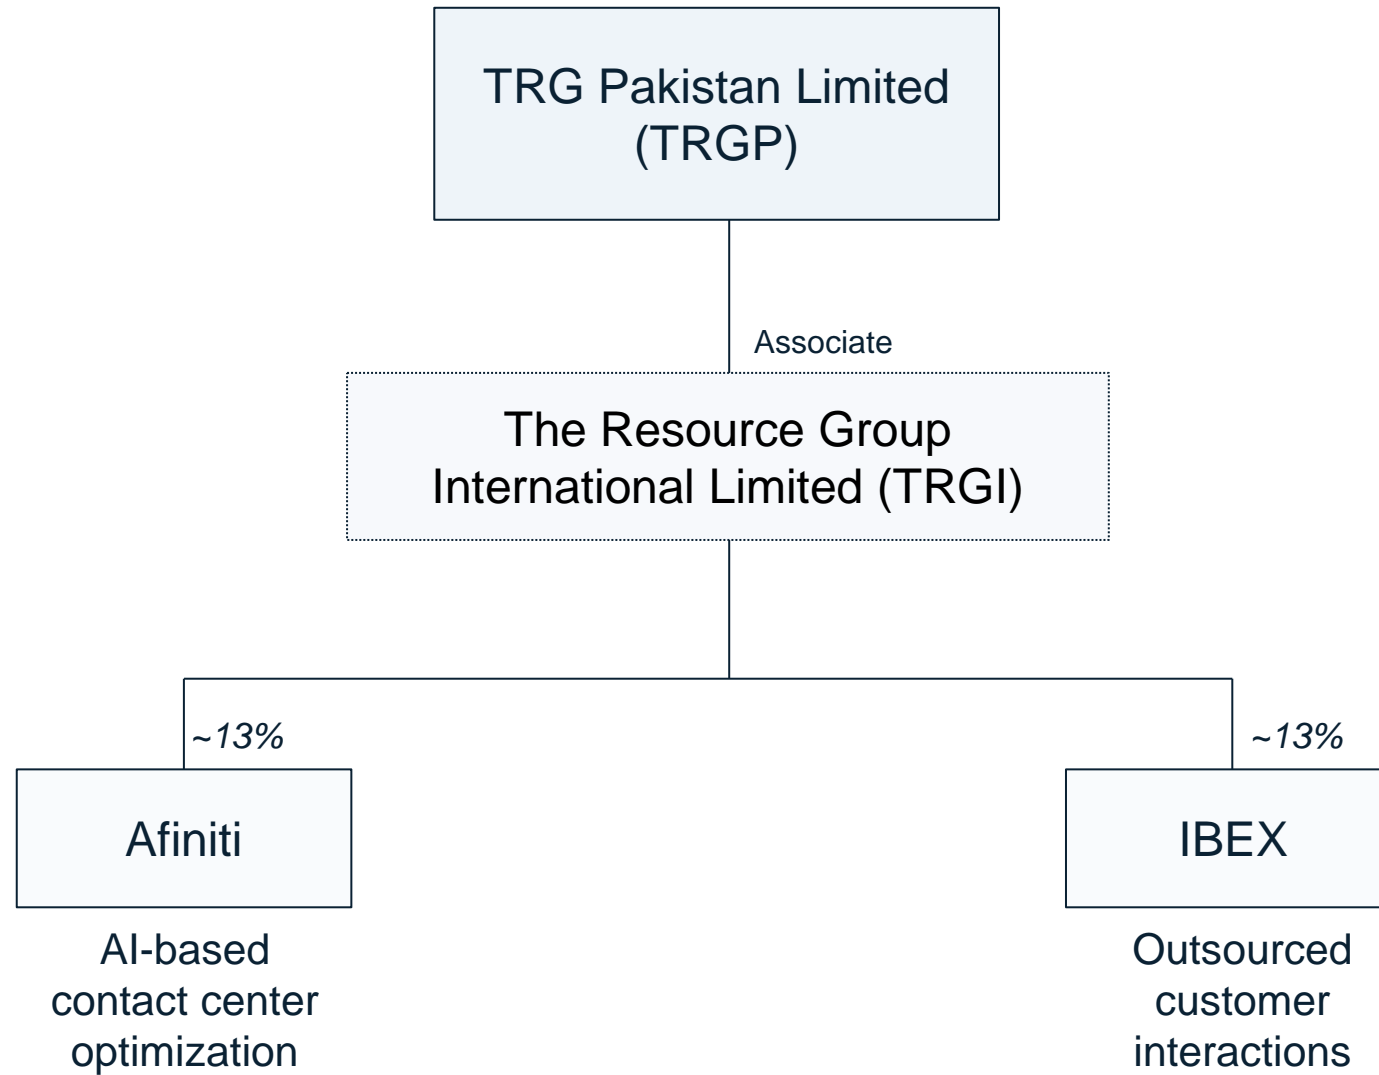 TRG Pakistan Limited
(TRGP)
Associate
The Resource Group
International Limited (TRGI)
~13%
~13%
Afiniti
IBEX
AI-based
contact center
optimization
Outsourced
customer
interactions